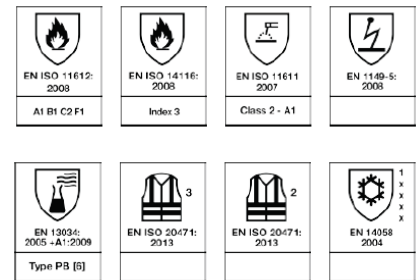 EN ISO 11612:
2008
A1 B1 C2 F1
EN ISO 14116:
2008
Index 3
EN ISO 11611
2007
Class 2 - A1
EN 1149-5:
2008
EN 13034:
2005 +A1:2009
Type PB [6]
3
EN ISO 20471:
2013
2
EN ISO 20471:
2013
1
x
x
x
EN 14058
2004